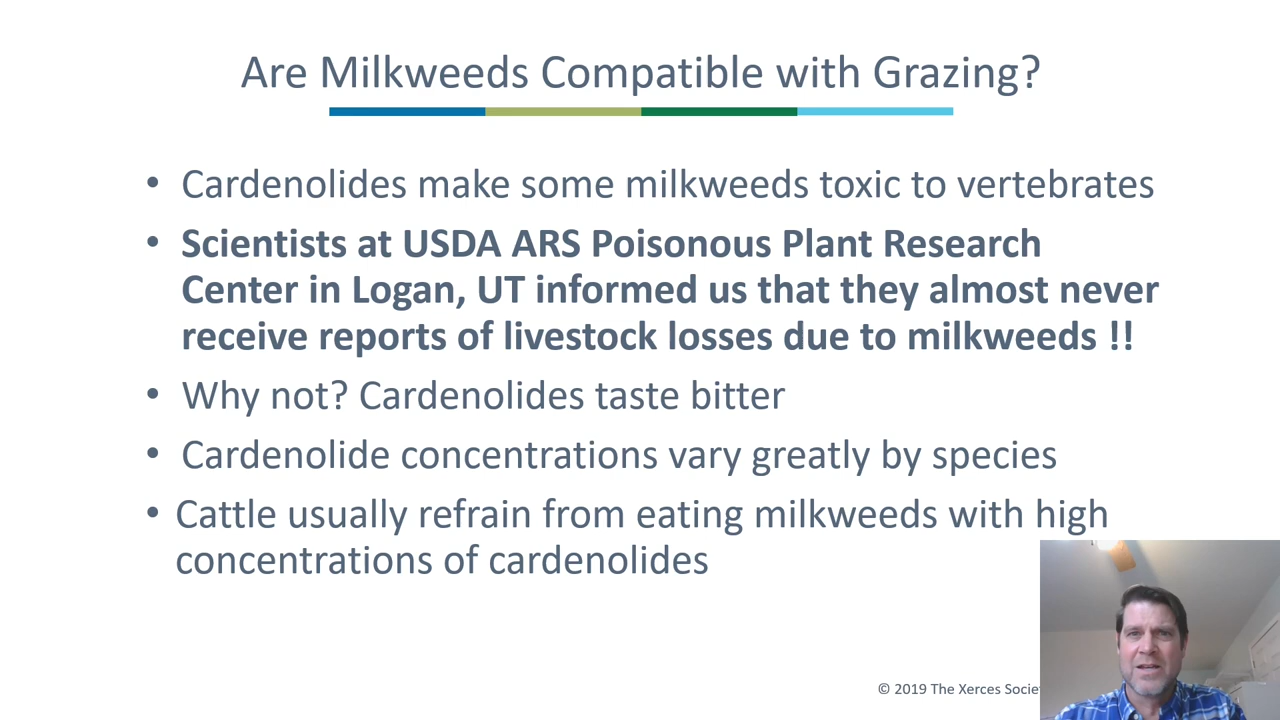 Are Milkweeds Compatible with Grazing?
• Cardenolides make some milkweeds toxic to vertebrates
• Scientists at USDA ARS Poisonous Plant Research
Center in Logan, UT informed us that they almost never
receive reports of livestock losses due to milkweeds !!
• Why not? Cardenolides taste bitter
• Cardenolide concentrations vary greatly by species
• Cattle usually refrain from eating milkweeds with high
concentrations of cardenolides
© 2019 The Xerces